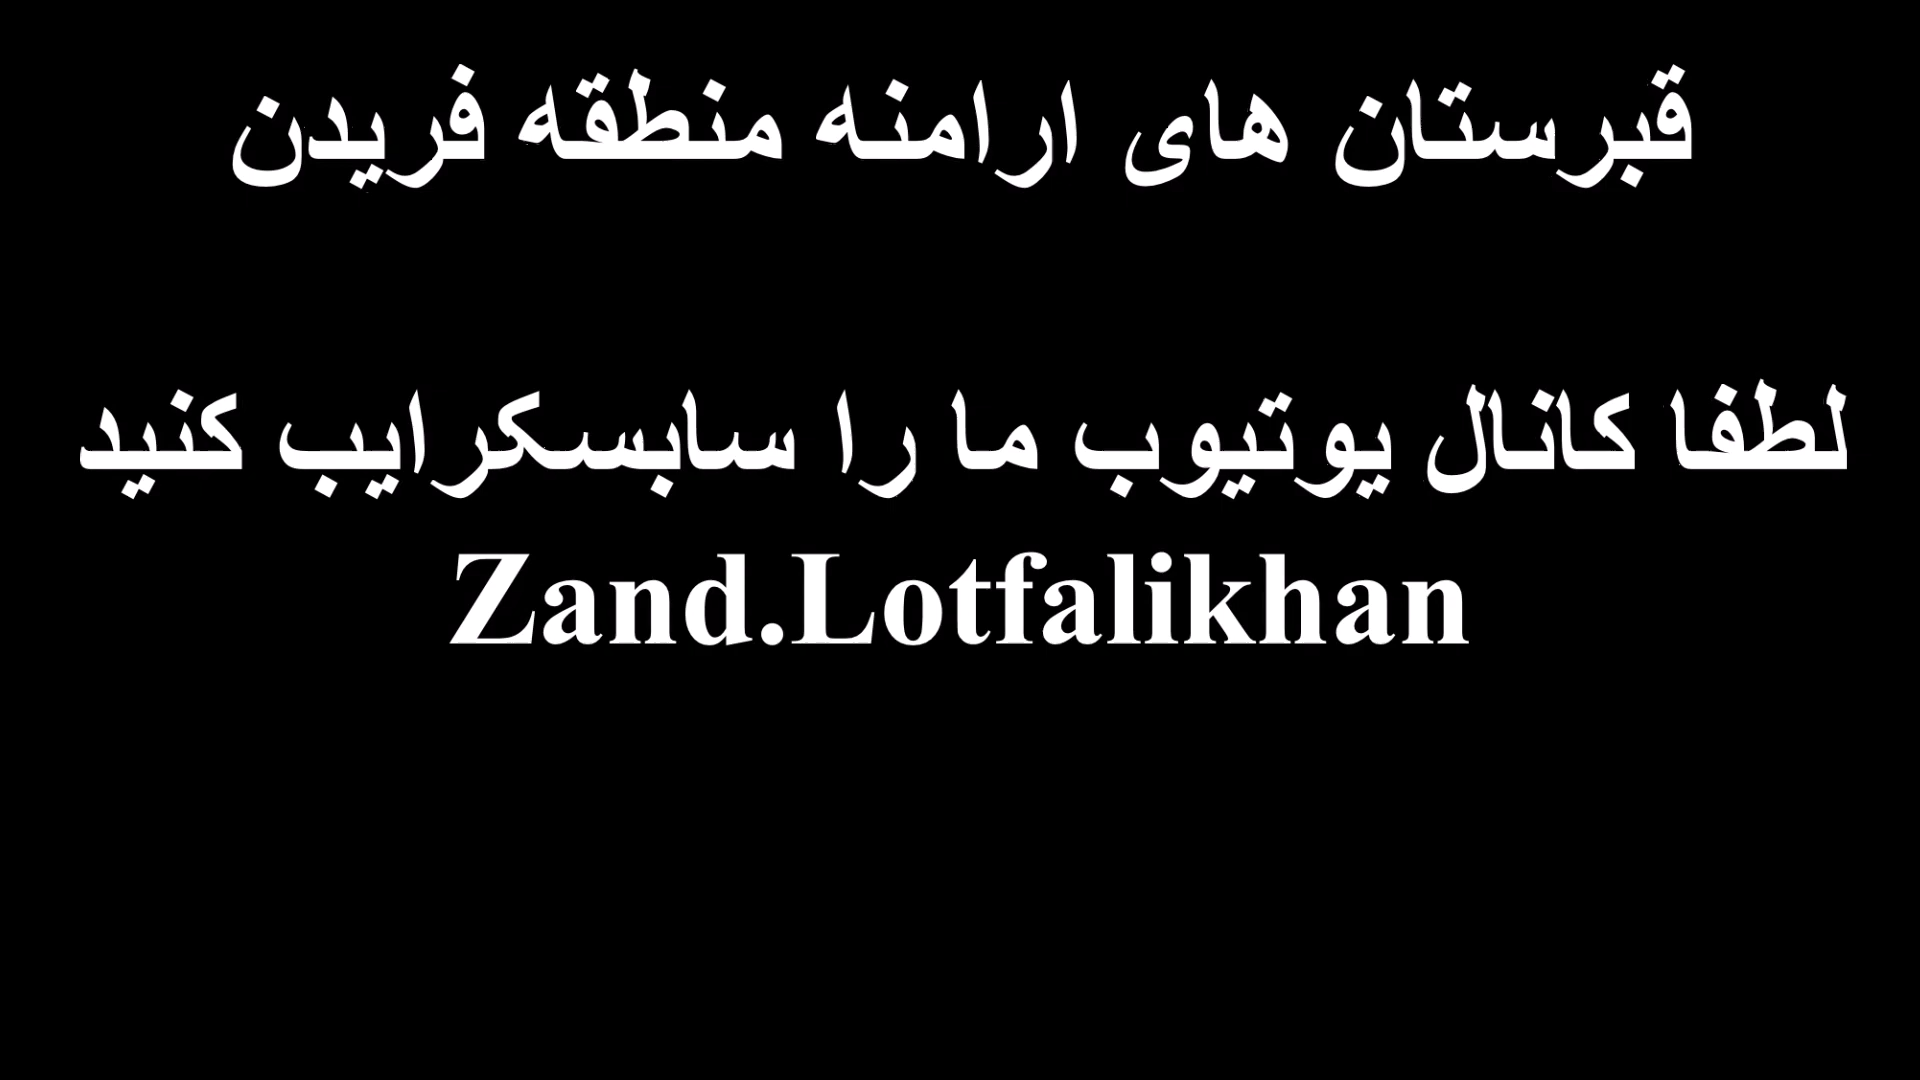 قبرستان های ارامنه منطقه فریدن
لطفا کانال یوتیوب ما را سابسکرایب کنید
Zand.Lotfalikhan